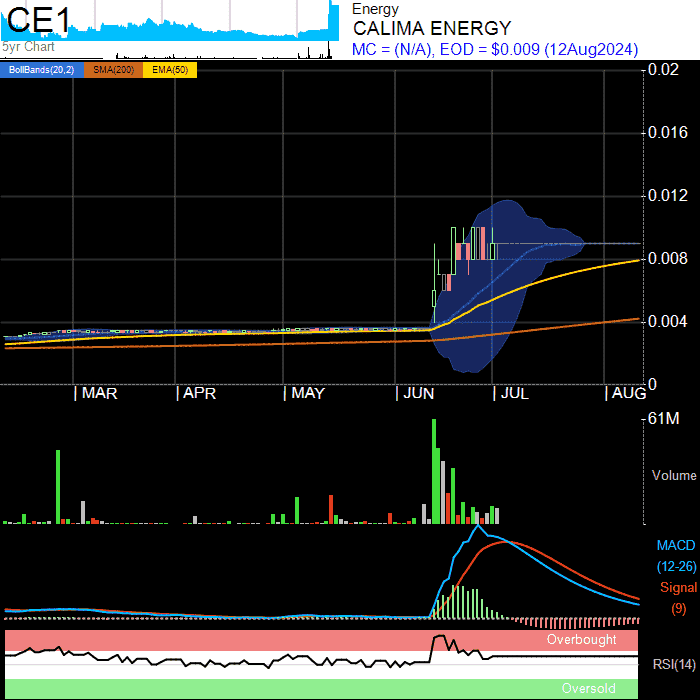 CE1
5yr Chart
Energy
CALIMA ENERGY
MC = (N/A), EOD = $0.009 (12Aug2024)
BollBands(20,2) SMA(200) EMA(50)
0.02
0.016
0.012
0.008
0.004
0
MAR APR MAY JUN JUL AUG
61M
Volume
MACD
(12-26)
Signal
(9)
Overbought
RSI(14)
Oversold